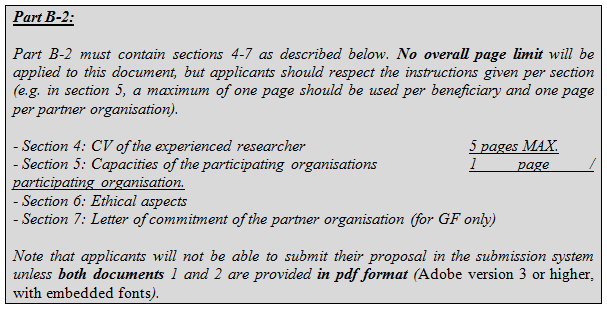 Part B-2:
Part B-2 must contain sections 4-7 as described below. No overall page limit will be
applied to this document, but applicants should respect the instructions given per section
(e.g. in section 5, a maximum of one page should be used per beneficiary and one page
per partner organisation).
- Section 4: CV of the experienced researcher 5 pages MAX.
- Section 5: Capacities of the participating organisations 1 page /
participating organisation.
- Section 6: Ethical aspects
- Section 7: Letter of commitment of the partner organisation (for GF only)
Note that applicants will not be able to submit their proposal in the submission system
unless both documents 1 and 2 are provided in pdf format (Adobe version 3 or higher,
with embedded fonts).